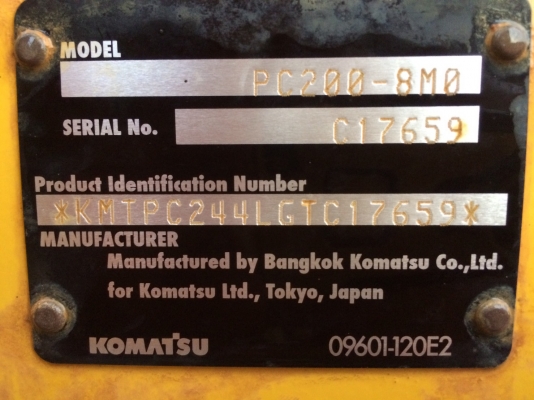 MODEL
PC200-8M0
SERIAL No.
C17659
Product Identification Number
*KMTPC244LGTC17659*
MANUFACTURER
Manufactured by Bangkok Komatsu Co.,Ltd.
for Komatsu Ltd., Tokyo, Japan
KOMATSU
09601-120E2